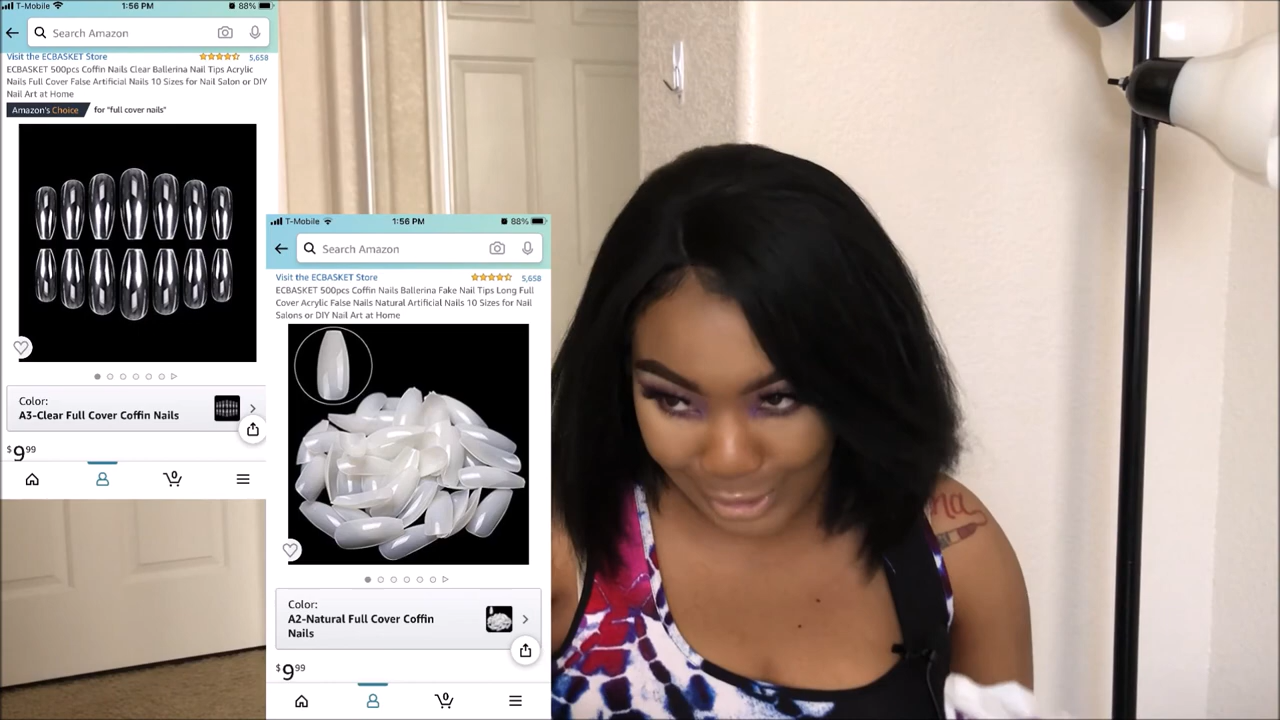 T-Mobile 1:56 PM 88%
Search Amazon
Visit the ECBASKET Store 5,658
ECBASKET 500pcs Coffin Nails Clear Ballerina Nail Tips Acrylic
Nails Full Cover False Artificial Nails 10 Sizes for Nail Salon or DIY
Nail Art at Home
Amazon's Choice for "full cover nails"
Color:
A3-Clear Full Cover Coffin Nails
$9.99
0
T-Mobile 1:56 PM 88%
Search Amazon
Visit the ECBASKET Store 5,658
ECBASKET 500pcs Coffin Nails Ballerina Fake Nail Tips Long Full
Cover Acrylic False Nails Natural Artificial Nails 10 Sizes for Nail
Salons or DIY Nail Art at Home
Color:
A2-Natural Full Cover Coffin
Nails
$9.99
0